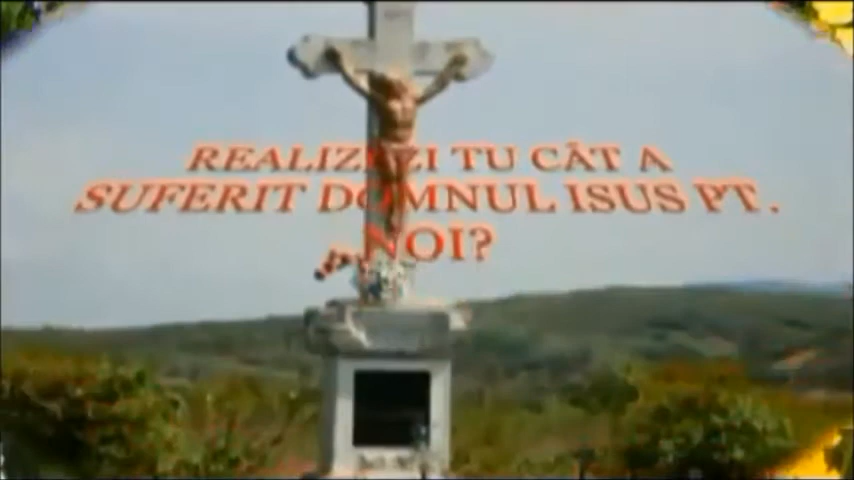 REALIZEZI TU CÂT A
SUFERIT DOMNUL ISUS PT.
NOI?